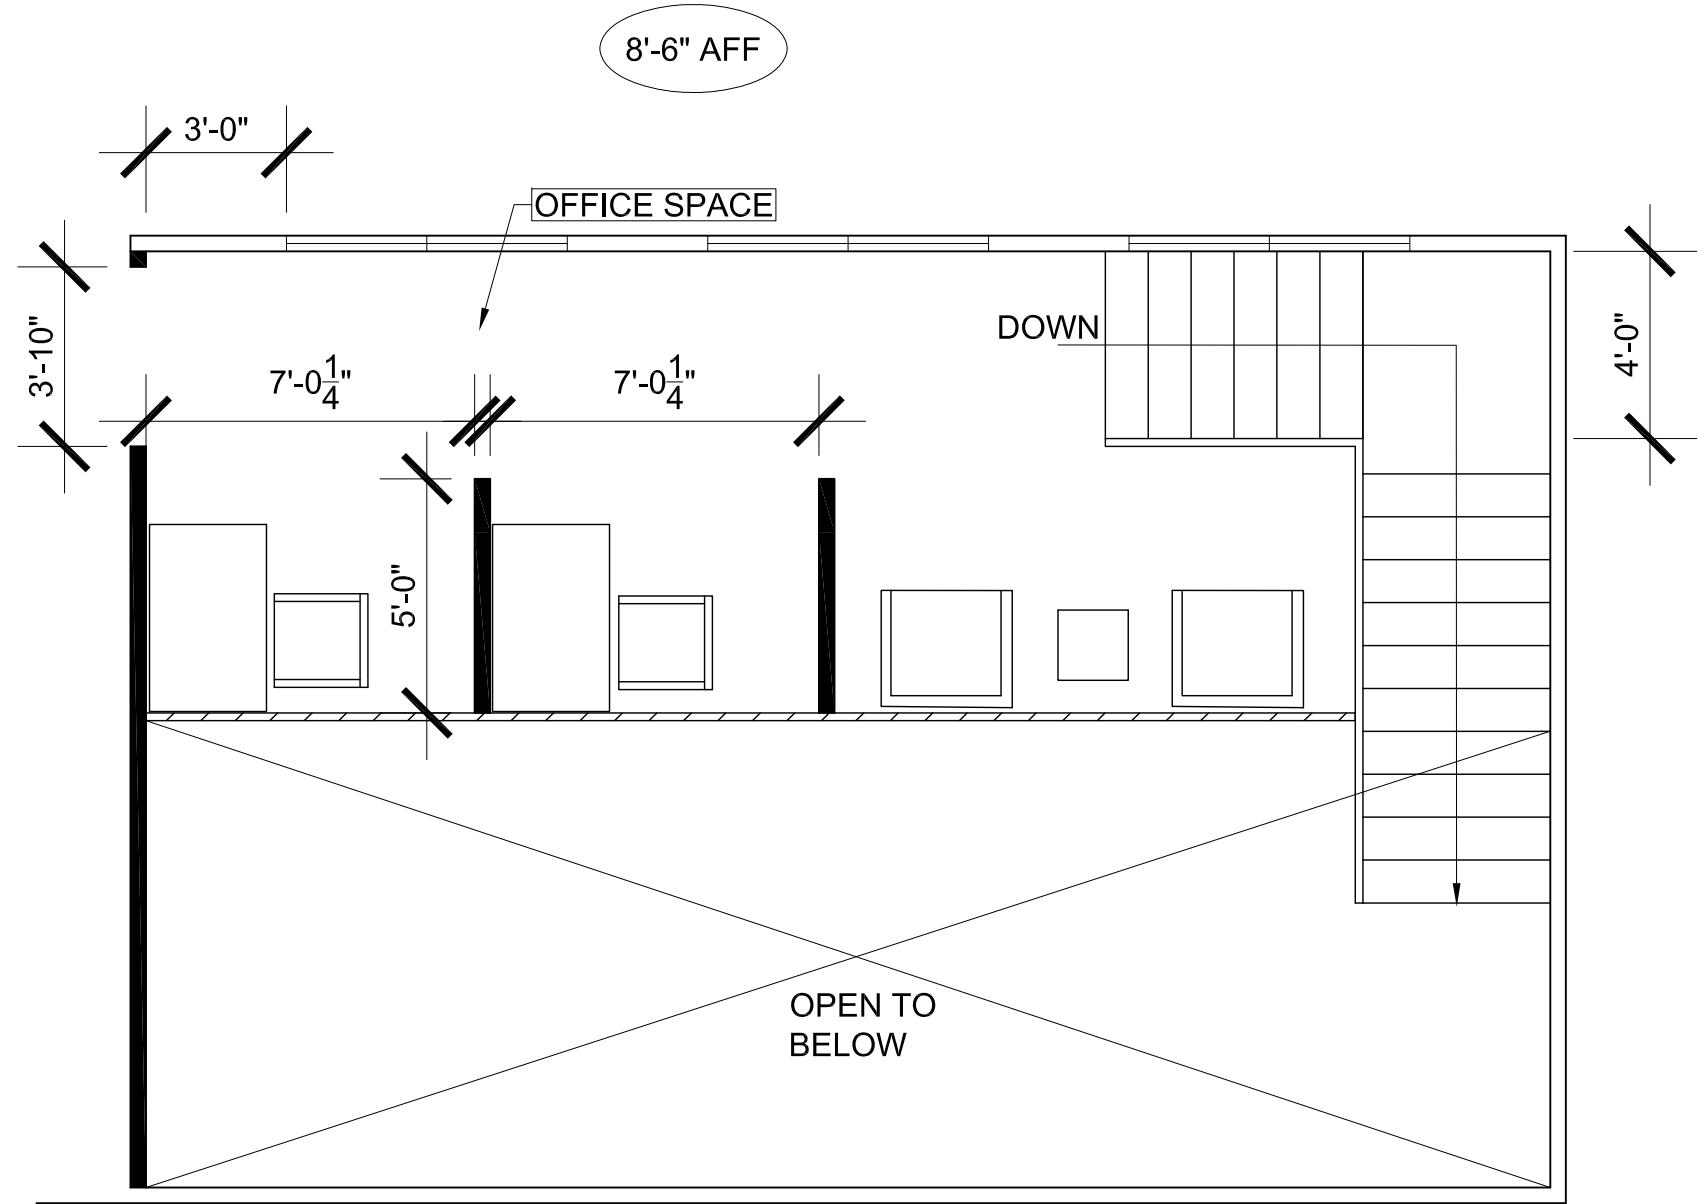 8'-6" AFF
3'-0"
OFFICE SPACE
3'-10"
DOWN
4'-0"
7'-0 1/4"
7'-0 1/4"
5'-0"
OPEN TO
BELOW